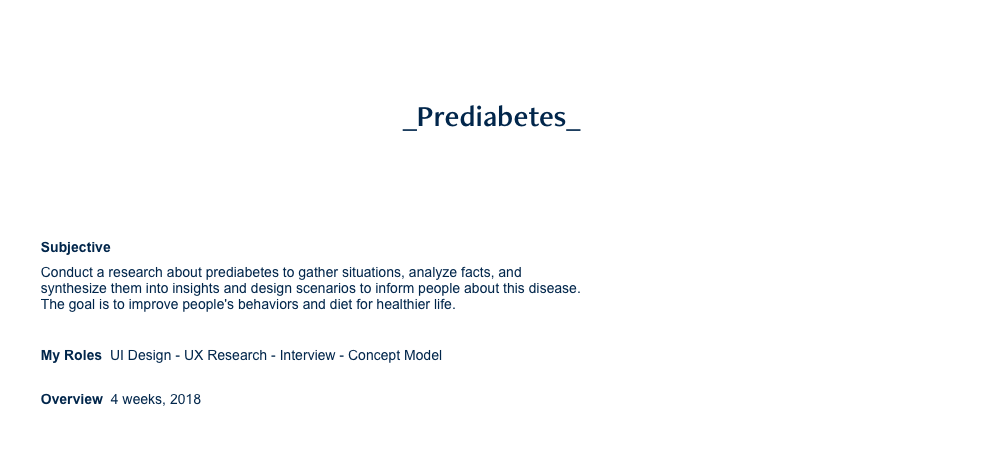 _Prediabetes_
Subjective
Conduct a research about prediabetes to gather situations, analyze facts, and
synthesize them into insights and design scenarios to inform people about this disease.
The goal is to improve people's behaviors and diet for healthier life.
My Roles UI Design - UX Research - Interview - Concept Model
Overview 4 weeks, 2018